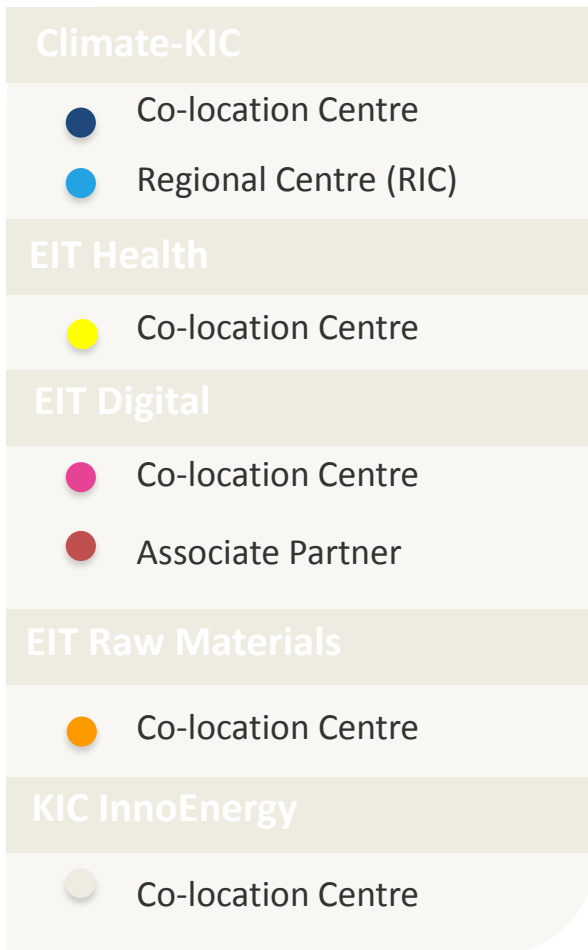 Climate-KIC
Co-location Centre
Regional Centre (RIC)
EIT Health
Co-location Centre
EIT Digital
Co-location Centre
Associate Partner
EIT Raw Materials
Co-location Centre
KIC InnoEnergy
Co-location Centre